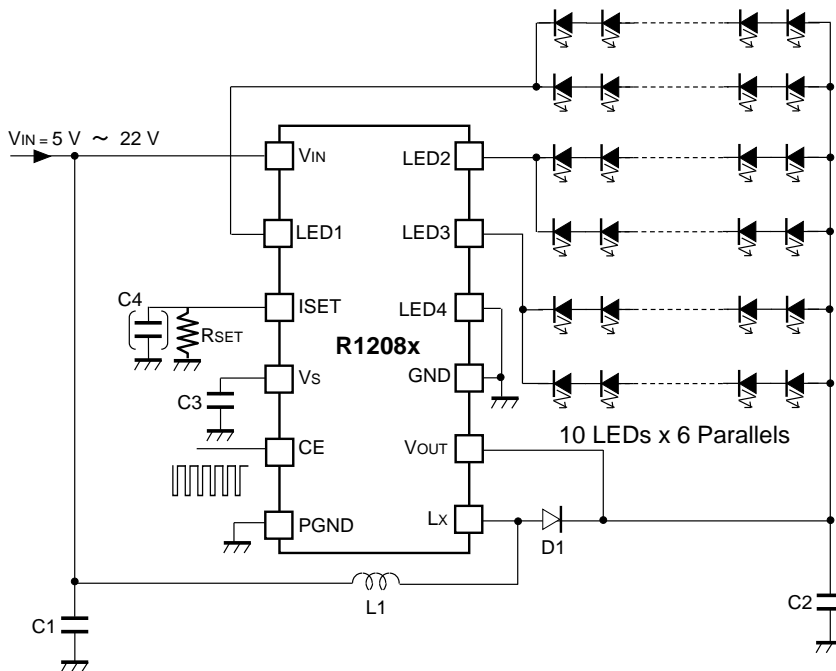 VIN = 5 V ～ 22 V
VIN
LED2
LED1
LED3
C4
ISET
RSET
LED4
R1208x
VS
GND
C3
10 LEDs x 6 Parallels
CE
VOUT
PGND
LX
D1
L1
C1
C2